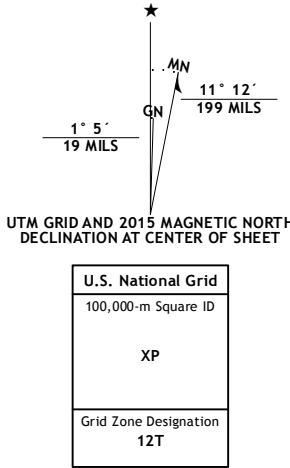 ★
MN
GN
11° 12´
199 MILS
1° 5´
19 MILS
UTM GRID AND 2015 MAGNETIC NORTH
DECLINATION AT CENTER OF SHEET
U.S. National Grid
100,000-m Square ID
XP
Grid Zone Designation
12T